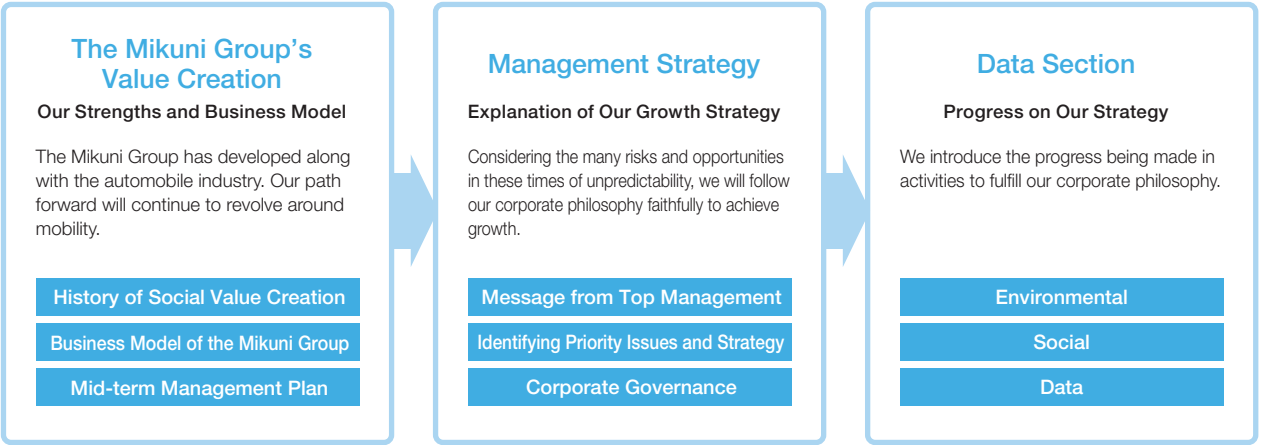 The Mikuni Group’s
Value Creation
Our Strengths and Business Model
The Mikuni Group has developed along
with the automobile industry. Our path
forward will continue to revolve around
mobility.
History of Social Value Creation
Business Model of the Mikuni Group
Mid-term Management Plan
Management Strategy
Explanation of Our Growth Strategy
Considering the many risks and opportunities
in these times of unpredictability, we will follow
our corporate philosophy faithfully to achieve
growth.
Message from Top Management
Identifying Priority Issues and Strategy
Corporate Governance
Data Section
Progress on Our Strategy
We introduce the progress being made in
activities to fulfill our corporate philosophy.
Environmental
Social
Data